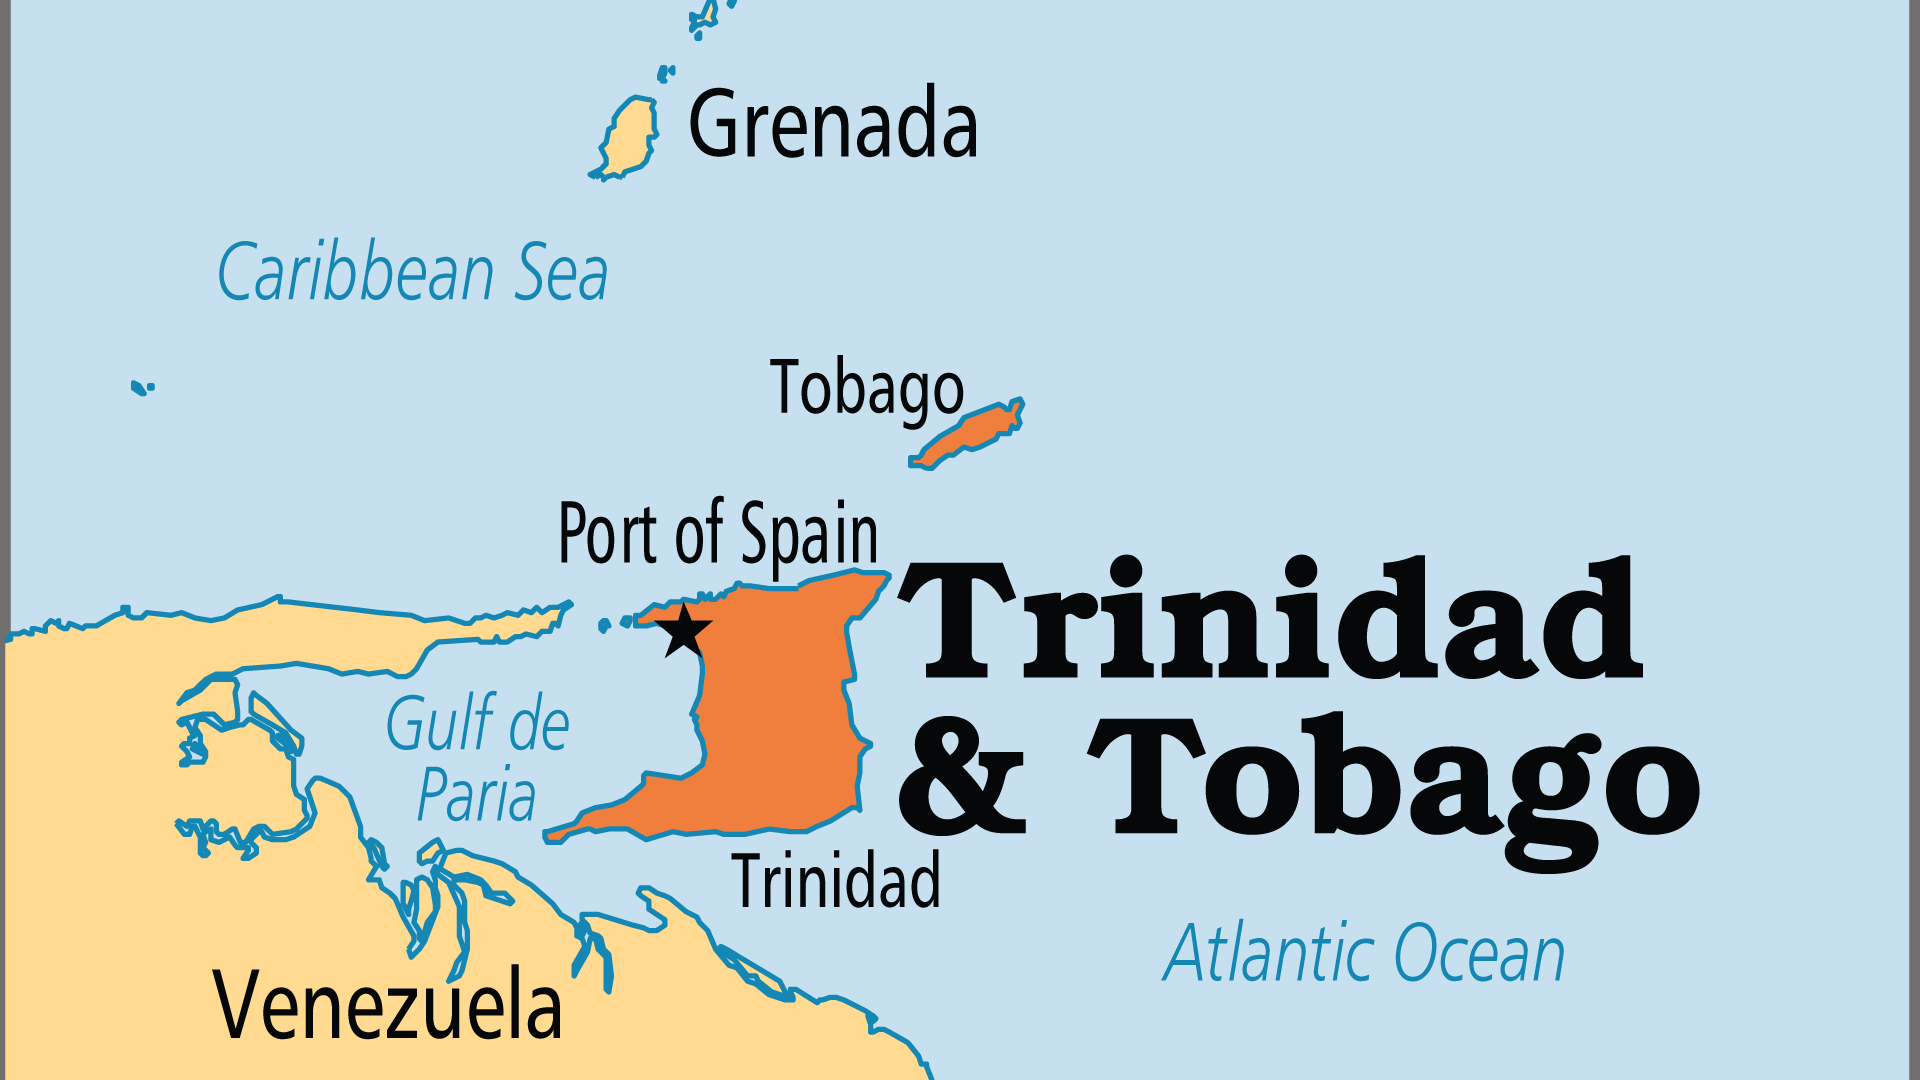 Grenada
Caribbean Sea
Tobago
Port of Spain
Trinidad
& Tobago
Gulf de
Paria
Trinidad
Atlantic Ocean
Venezuela